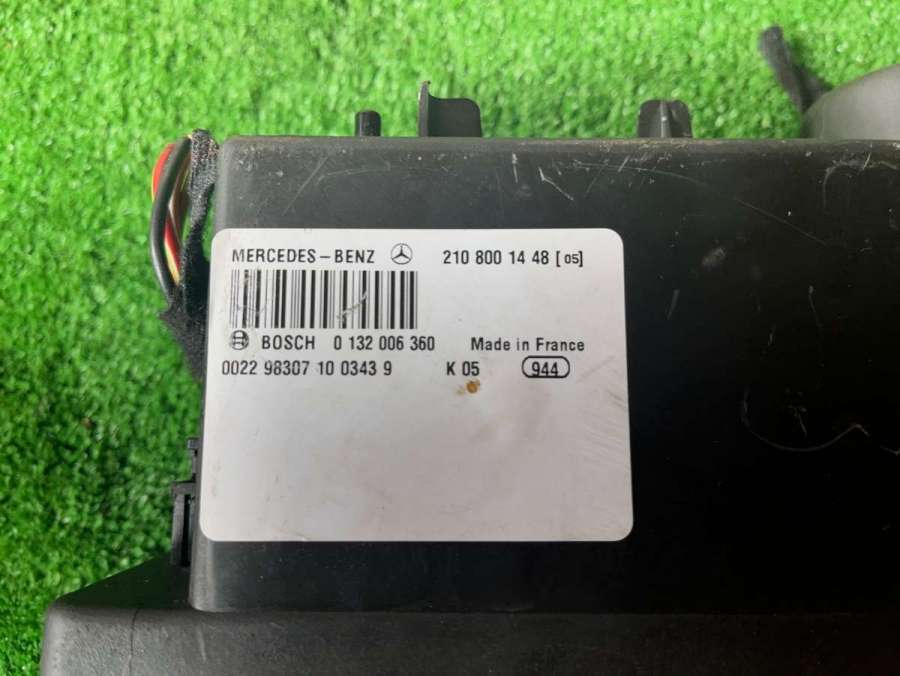 MERCEDES-BENZ 210 800 14 48 [05]
BOSCH 0 132 006 360 Made in France
0022 98307 10 0343 9 K 05 944